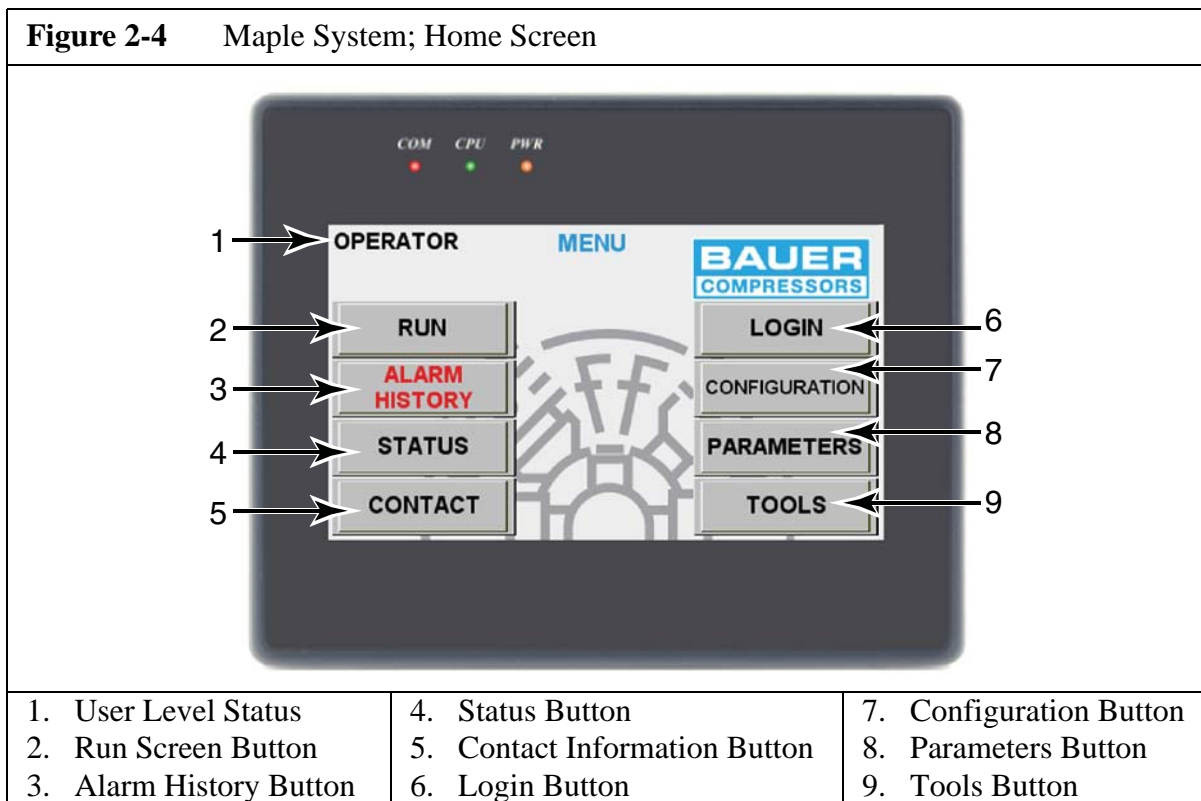 Figure 2-4 Maple System; Home Screen
COM CPU PWR
1 OPERATOR MENU
BAUER
COMPRESSORS
2 RUN LOGIN 6
3 ALARM HISTORY CONFIGURATION 7
4 STATUS PARAMETERS 8
5 CONTACT TOOLS 9
1. User Level Status
2. Run Screen Button
3. Alarm History Button
4. Status Button
5. Contact Information Button
6. Login Button
7. Configuration Button
8. Parameters Button
9. Tools Button